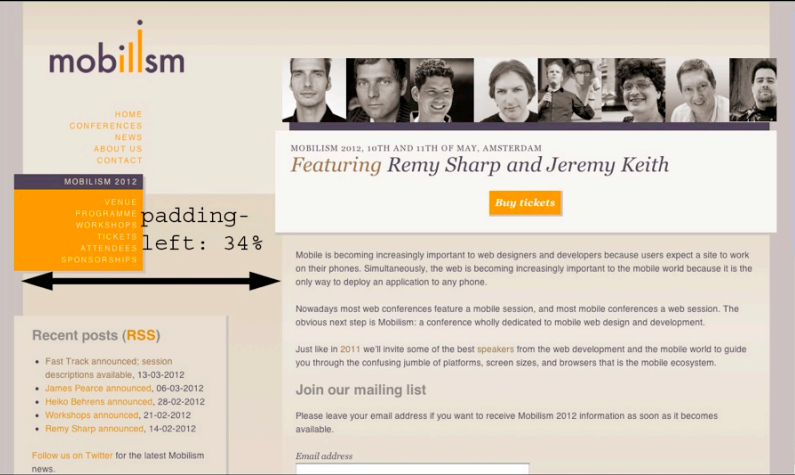 mobilism
HOME
CONFERENCES
NEWS
ABOUT US
CONTACT
MOBILISM 2012
VENUE
PROGRAMME
WORKSHOPS
TICKETS
ATTENDEES
SPONSORSHIPS
padding-
left: 34%
Recent posts (RSS)
Fast Track announced; session
descriptions available, 13-03-2012
James Pearce announced, 06-03-2012
Heiko Behrens announced, 28-02-2012
Workshops announced, 21-02-2012
Remy Sharp announced, 14-02-2012
Follow us on Twitter for the latest Mobilism
news.
MOBILISM 2012, 10TH AND 11TH OF MAY, AMSTERDAM
Featuring Remy Sharp and Jeremy Keith
Buy tickets
Mobile is becoming increasingly important to web designers and developers because users expect a site to work
on their phones. Simultaneously, the web is becoming increasingly important to the mobile world because it is the
only way to deploy an application to any phone.
Nowadays most web conferences feature a mobile session, and most mobile conferences a web session. The
obvious next step is Mobilism: a conference wholly dedicated to mobile web design and development.
Just like in 2011 we'll invite some of the best speakers from the web development and the mobile world to guide
you through the confusing jumble of platforms, screen sizes, and browsers that is the mobile ecosystem.
Join our mailing list
Please leave your email address if you want to receive Mobilism 2012 information as soon as it becomes
available.
Email address